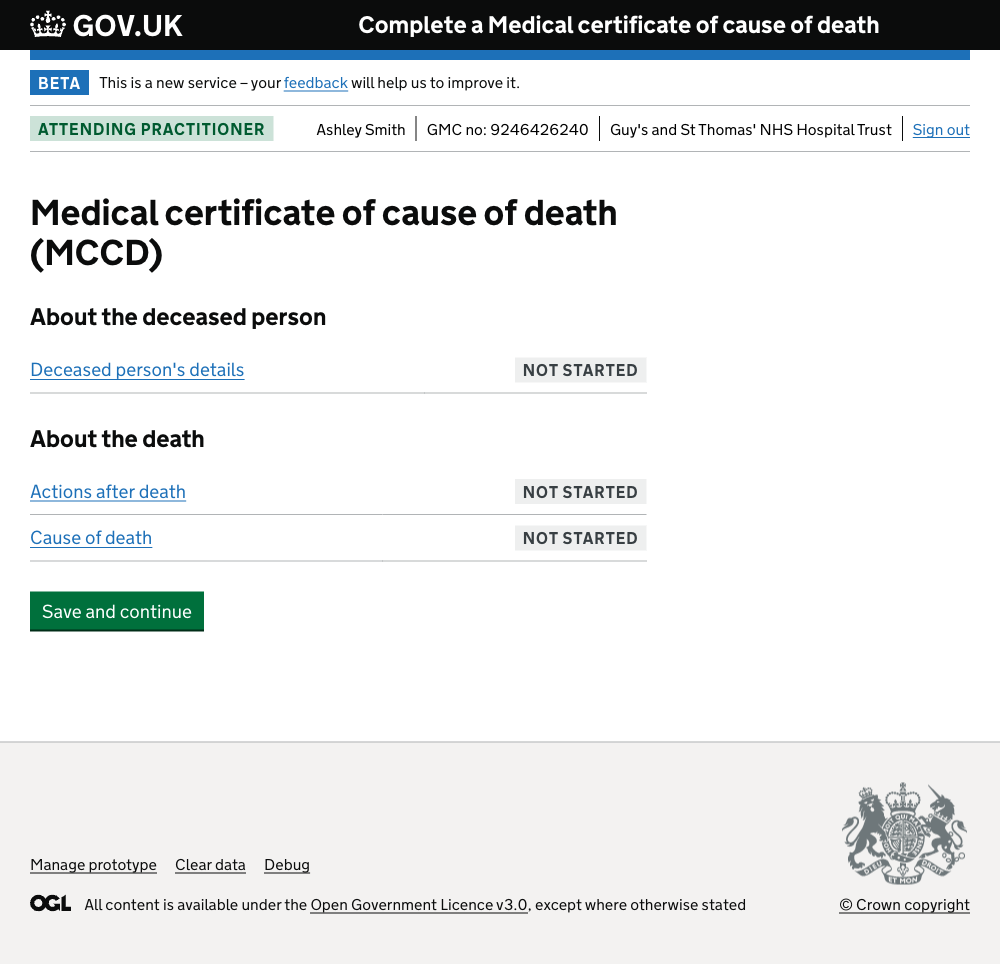 GOV.UK
Complete a Medical certificate of cause of death
BETA This is a new service – your feedback will help us to improve it.
ATTENDING PRACTITIONER Ashley Smith GMC no: 9246426240 Guy's and St Thomas' NHS Hospital Trust Sign out
Medical certificate of cause of death
(MCCD)
About the deceased person
Deceased person's details NOT STARTED
About the death
Actions after death NOT STARTED
Cause of death NOT STARTED
Save and continue
Manage prototype Clear data Debug
OGL All content is available under the Open Government Licence v3.0, except where otherwise stated
DIEU ET MON DROIT
© Crown copyright